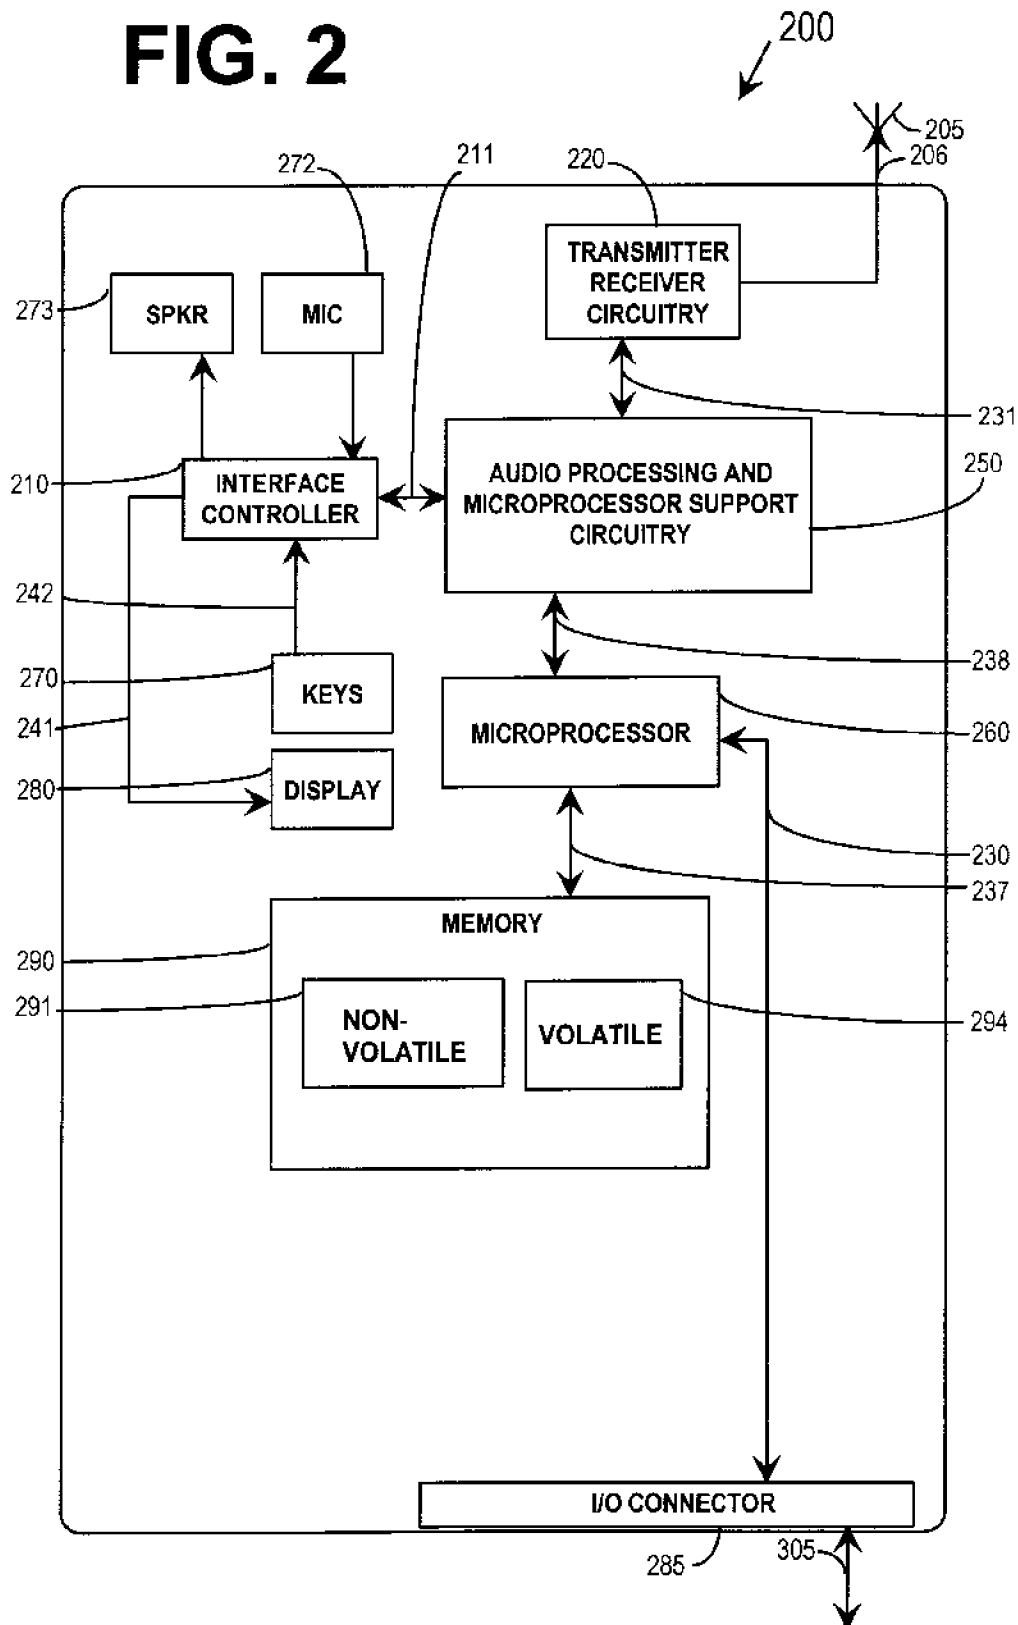 FIG. 2
200
205
206
272
211
220
273
SPKR
MIC
TRANSMITTER
RECEIVER
CIRCUITRY
231
210
INTERFACE
CONTROLLER
AUDIO PROCESSING AND
MICROPROCESSOR SUPPORT
CIRCUITRY
250
242
238
270
KEYS
241
MICROPROCESSOR
260
280
DISPLAY
230
237
MEMORY
290
291
NON-
VOLATILE
VOLATILE
294
I/O CONNECTOR
285
305